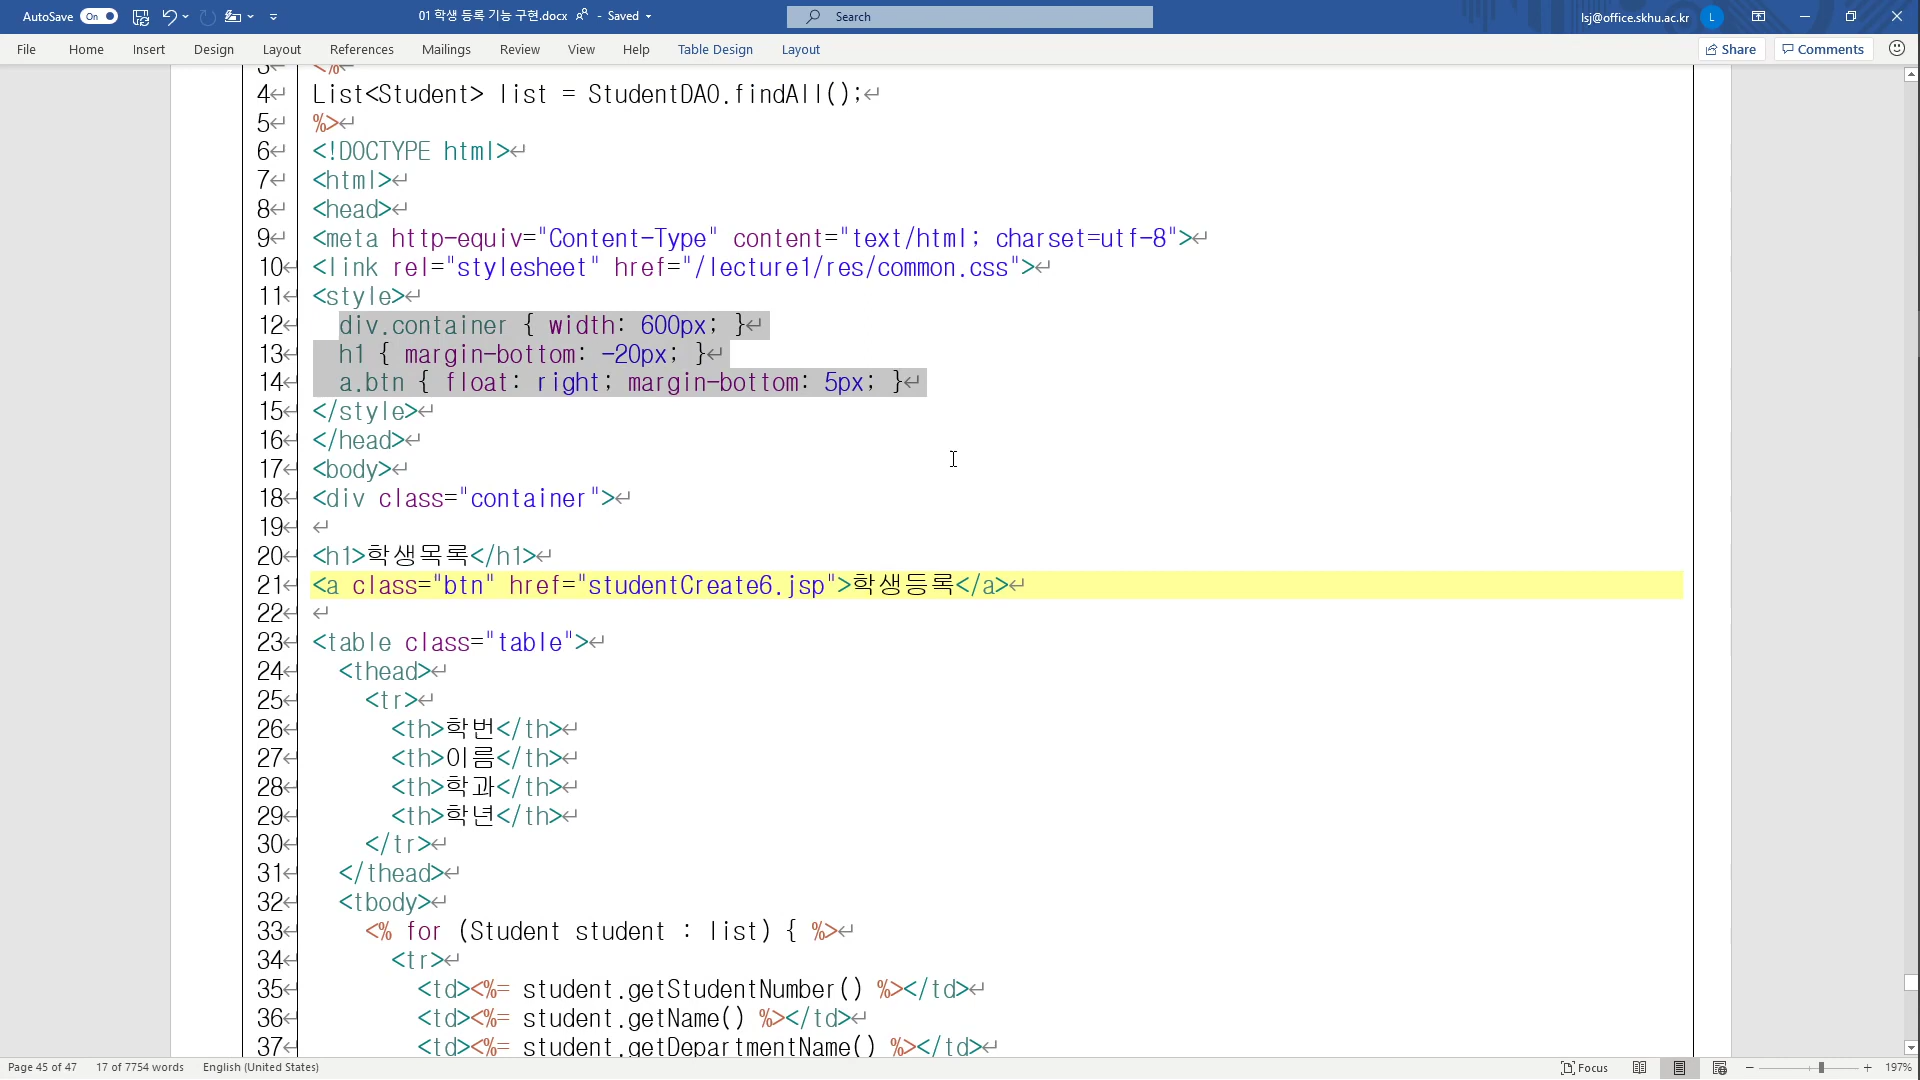 AutoSave On 01 학생 등록 기능 구현.docx - Saved Search lsj@office.skhu.ac.kr L
File Home Insert Design Layout References Mailings Review View Help Table Design Layout Share Comments
3 <%
4 List<Student> list = StudentDAO.findAll();
5 %>
6 <!DOCTYPE html>
7 <html>
8 <head>
9 <meta http-equiv="Content-Type" content="text/html; charset=utf-8">
10 <link rel="stylesheet" href="/lecture1/res/common.css">
11 <style>
12 div.container { width: 600px; }
13 h1 { margin-bottom: -20px; }
14 a.btn { float: right; margin-bottom: 5px; }
15 </style>
16 </head>
17 <body>
18 <div class="container">
19
20 <h1>학생목록</h1>
21 <a class="btn" href="studentCreate6.jsp">학생등록</a>
22
23 <table class="table">
24 <thead>
25 <tr>
26 <th>학번</th>
27 <th>이름</th>
28 <th>학과</th>
29 <th>학년</th>
30 </tr>
31 </thead>
32 <tbody>
33 <% for (Student student : list) { %>
34 <tr>
35 <td><%= student.getStudentNumber() %></td>
36 <td><%= student.getName() %></td>
37 <td><%= student.getDepartmentName() %></td>
Page 45 of 47 17 of 7754 words English (United States) Focus 197%